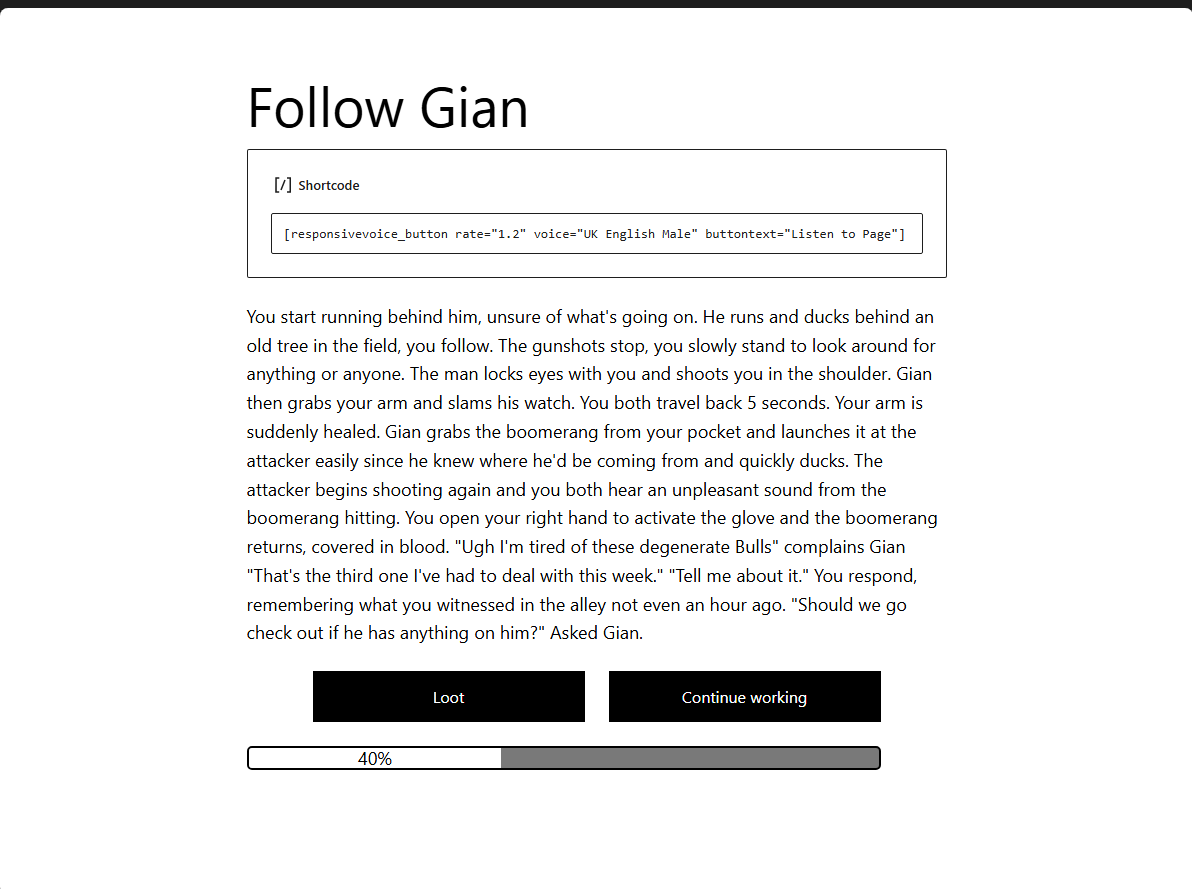 Follow Gian
[/] Shortcode
[responsivevoice_button rate="1.2" voice="UK English Male" buttontext="Listen to Page"]
You start running behind him, unsure of what's going on. He runs and ducks behind an
old tree in the field, you follow. The gunshots stop, you slowly stand to look around for
anything or anyone. The man locks eyes with you and shoots you in the shoulder. Gian
then grabs your arm and slams his watch. You both travel back 5 seconds. Your arm is
suddenly healed. Gian grabs the boomerang from your pocket and launches it at the
attacker easily since he knew where he'd be coming from and quickly ducks. The
attacker begins shooting again and you both hear an unpleasant sound from the
boomerang hitting. You open your right hand to activate the glove and the boomerang
returns, covered in blood. "Ugh I'm tired of these degenerate Bulls" complains Gian
"That's the third one I've had to deal with this week." "Tell me about it." You respond,
remembering what you witnessed in the alley not even an hour ago. "Should we go
check out if he has anything on him?" Asked Gian.
Loot
Continue working
40%